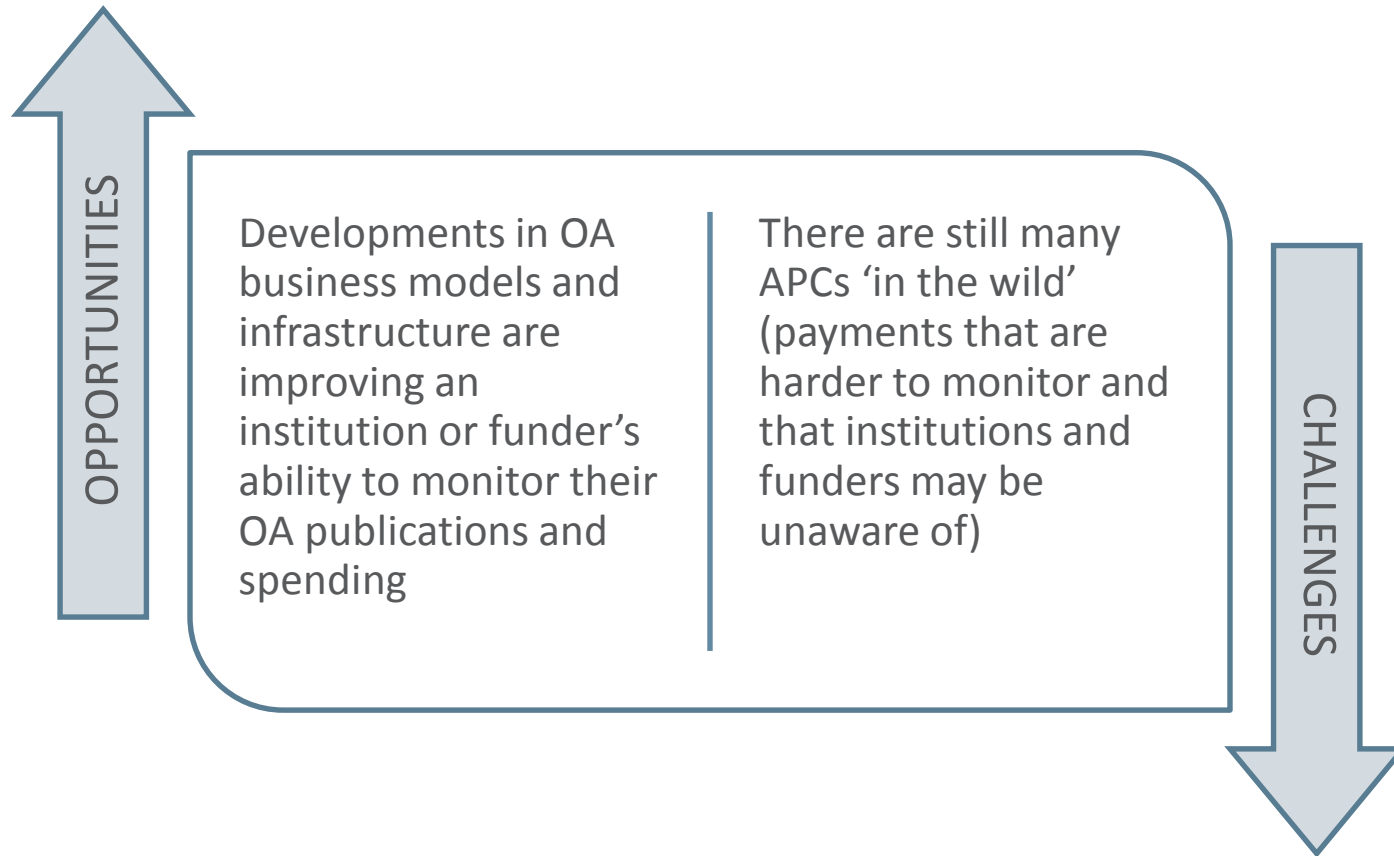 OPPORTUNITIES
Developments in OA
business models and
infrastructure are
improving an
institution or funder’s
ability to monitor their
OA publications and
spending
There are still many
APCs ‘in the wild’
(payments that are
harder to monitor and
that institutions and
funders may be
unaware of)
CHALLENGES